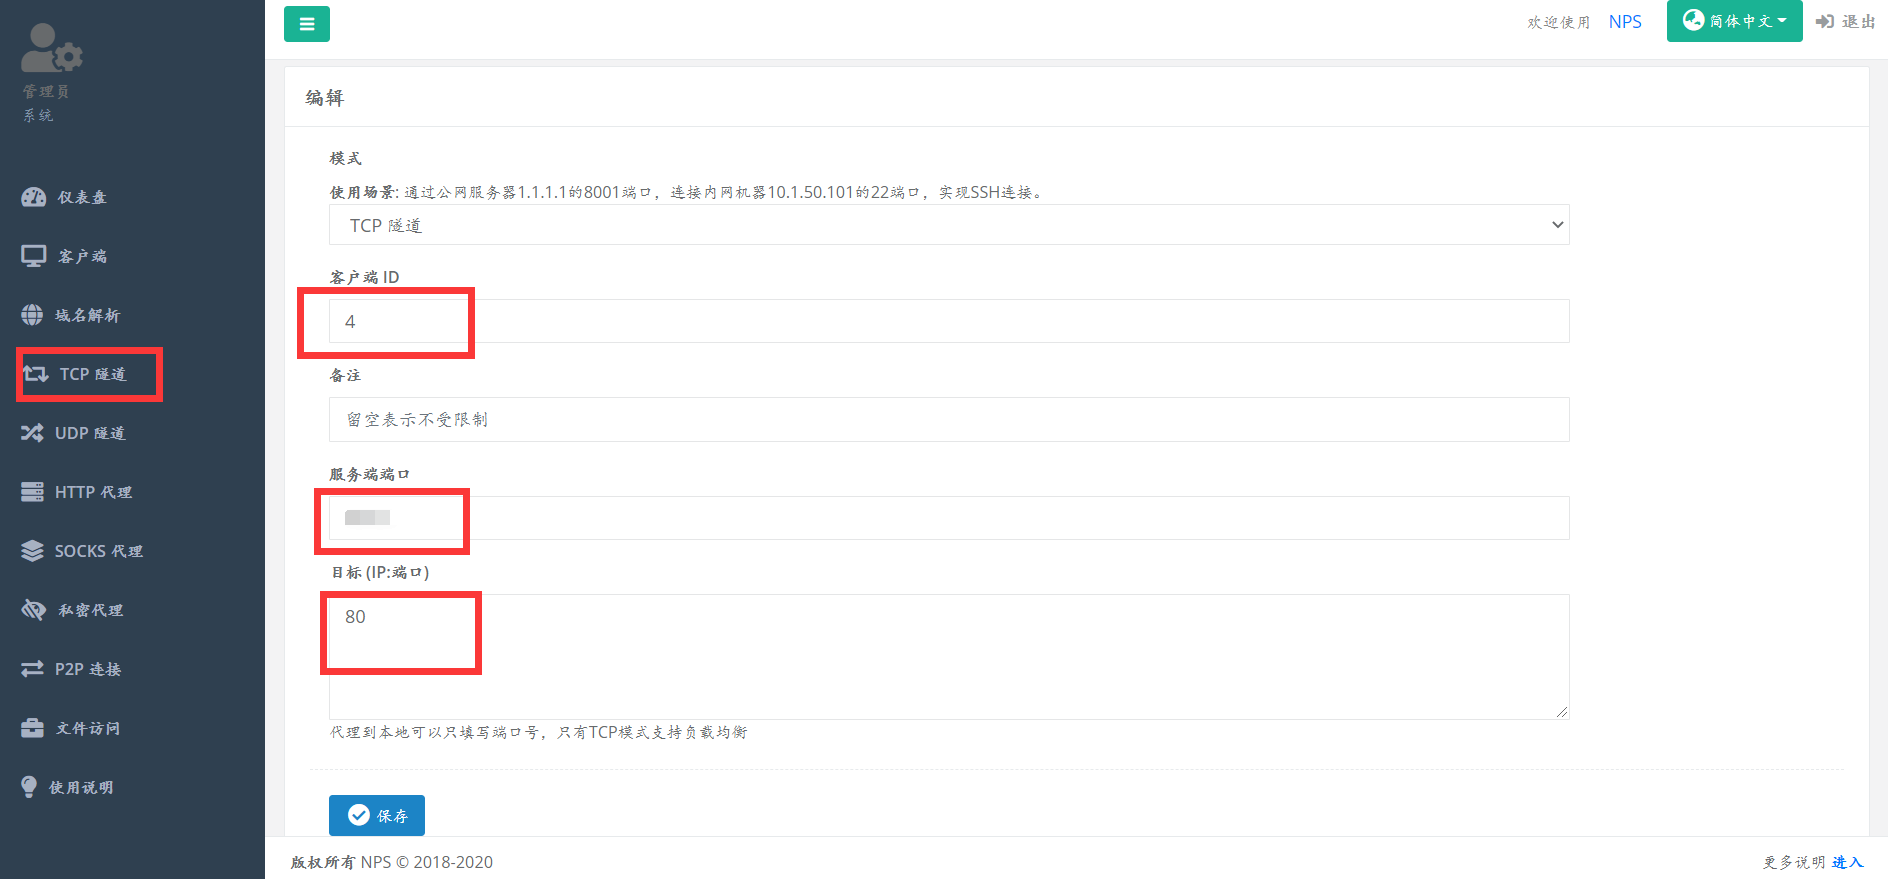 欢迎使用 NPS 简体中文 退出
管理員
系统
仪表盘
客户端
域名解析
TCP 隧道
UDP 隧道
HTTP 代理
SOCKS 代理
私密代理
P2P 连接
文件访问
使用说明
编辑
模式
使用场景: 通过公网服务器1.1.1.1的8001端口，连接内网机器10.1.50.101的22端口，实现SSH连接。
TCP 隧道
客户端 ID
4
备注
留空表示不受限制
服务端端口
目标 (IP:端口)
80
代理到本地可以只填写端口号，只有TCP模式支持负载均衡
保存
版权所有 NPS © 2018-2020
更多说明 进入